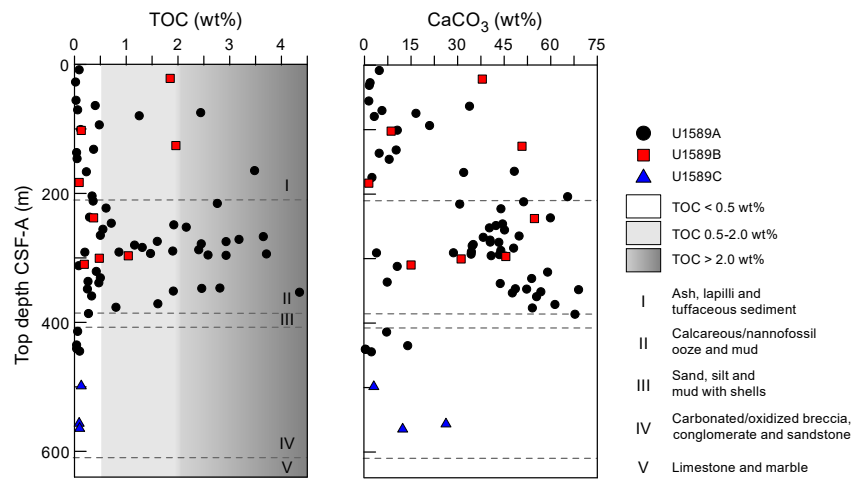 TOC (wt%)
0 1 2 3 4
CaCO3 (wt%)
0 15 30 45 60 75
Top depth CSF-A (m)
0
200
400
600
I
II
III
IV
V
U1589A
U1589B
U1589C
TOC < 0.5 wt%
TOC 0.5-2.0 wt%
TOC > 2.0 wt%
I Ash, lapilli and
tuffaceous sediment
II Calcareous/nannofossil
ooze and mud
III Sand, silt and
mud with shells
IV Carbonated/oxidized breccia,
conglomerate and sandstone
V Limestone and marble